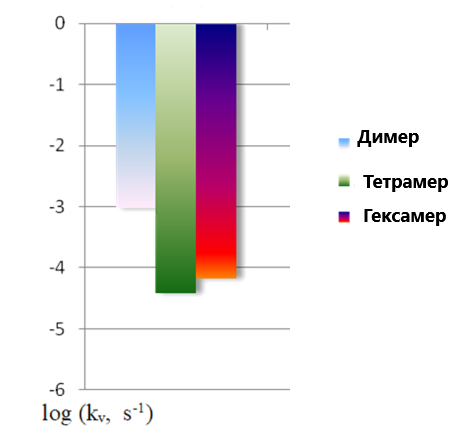 0
-1
-2
-3
-4
-5
-6
log (kv, s-1)
Димер
Тетрамер
Гексамер